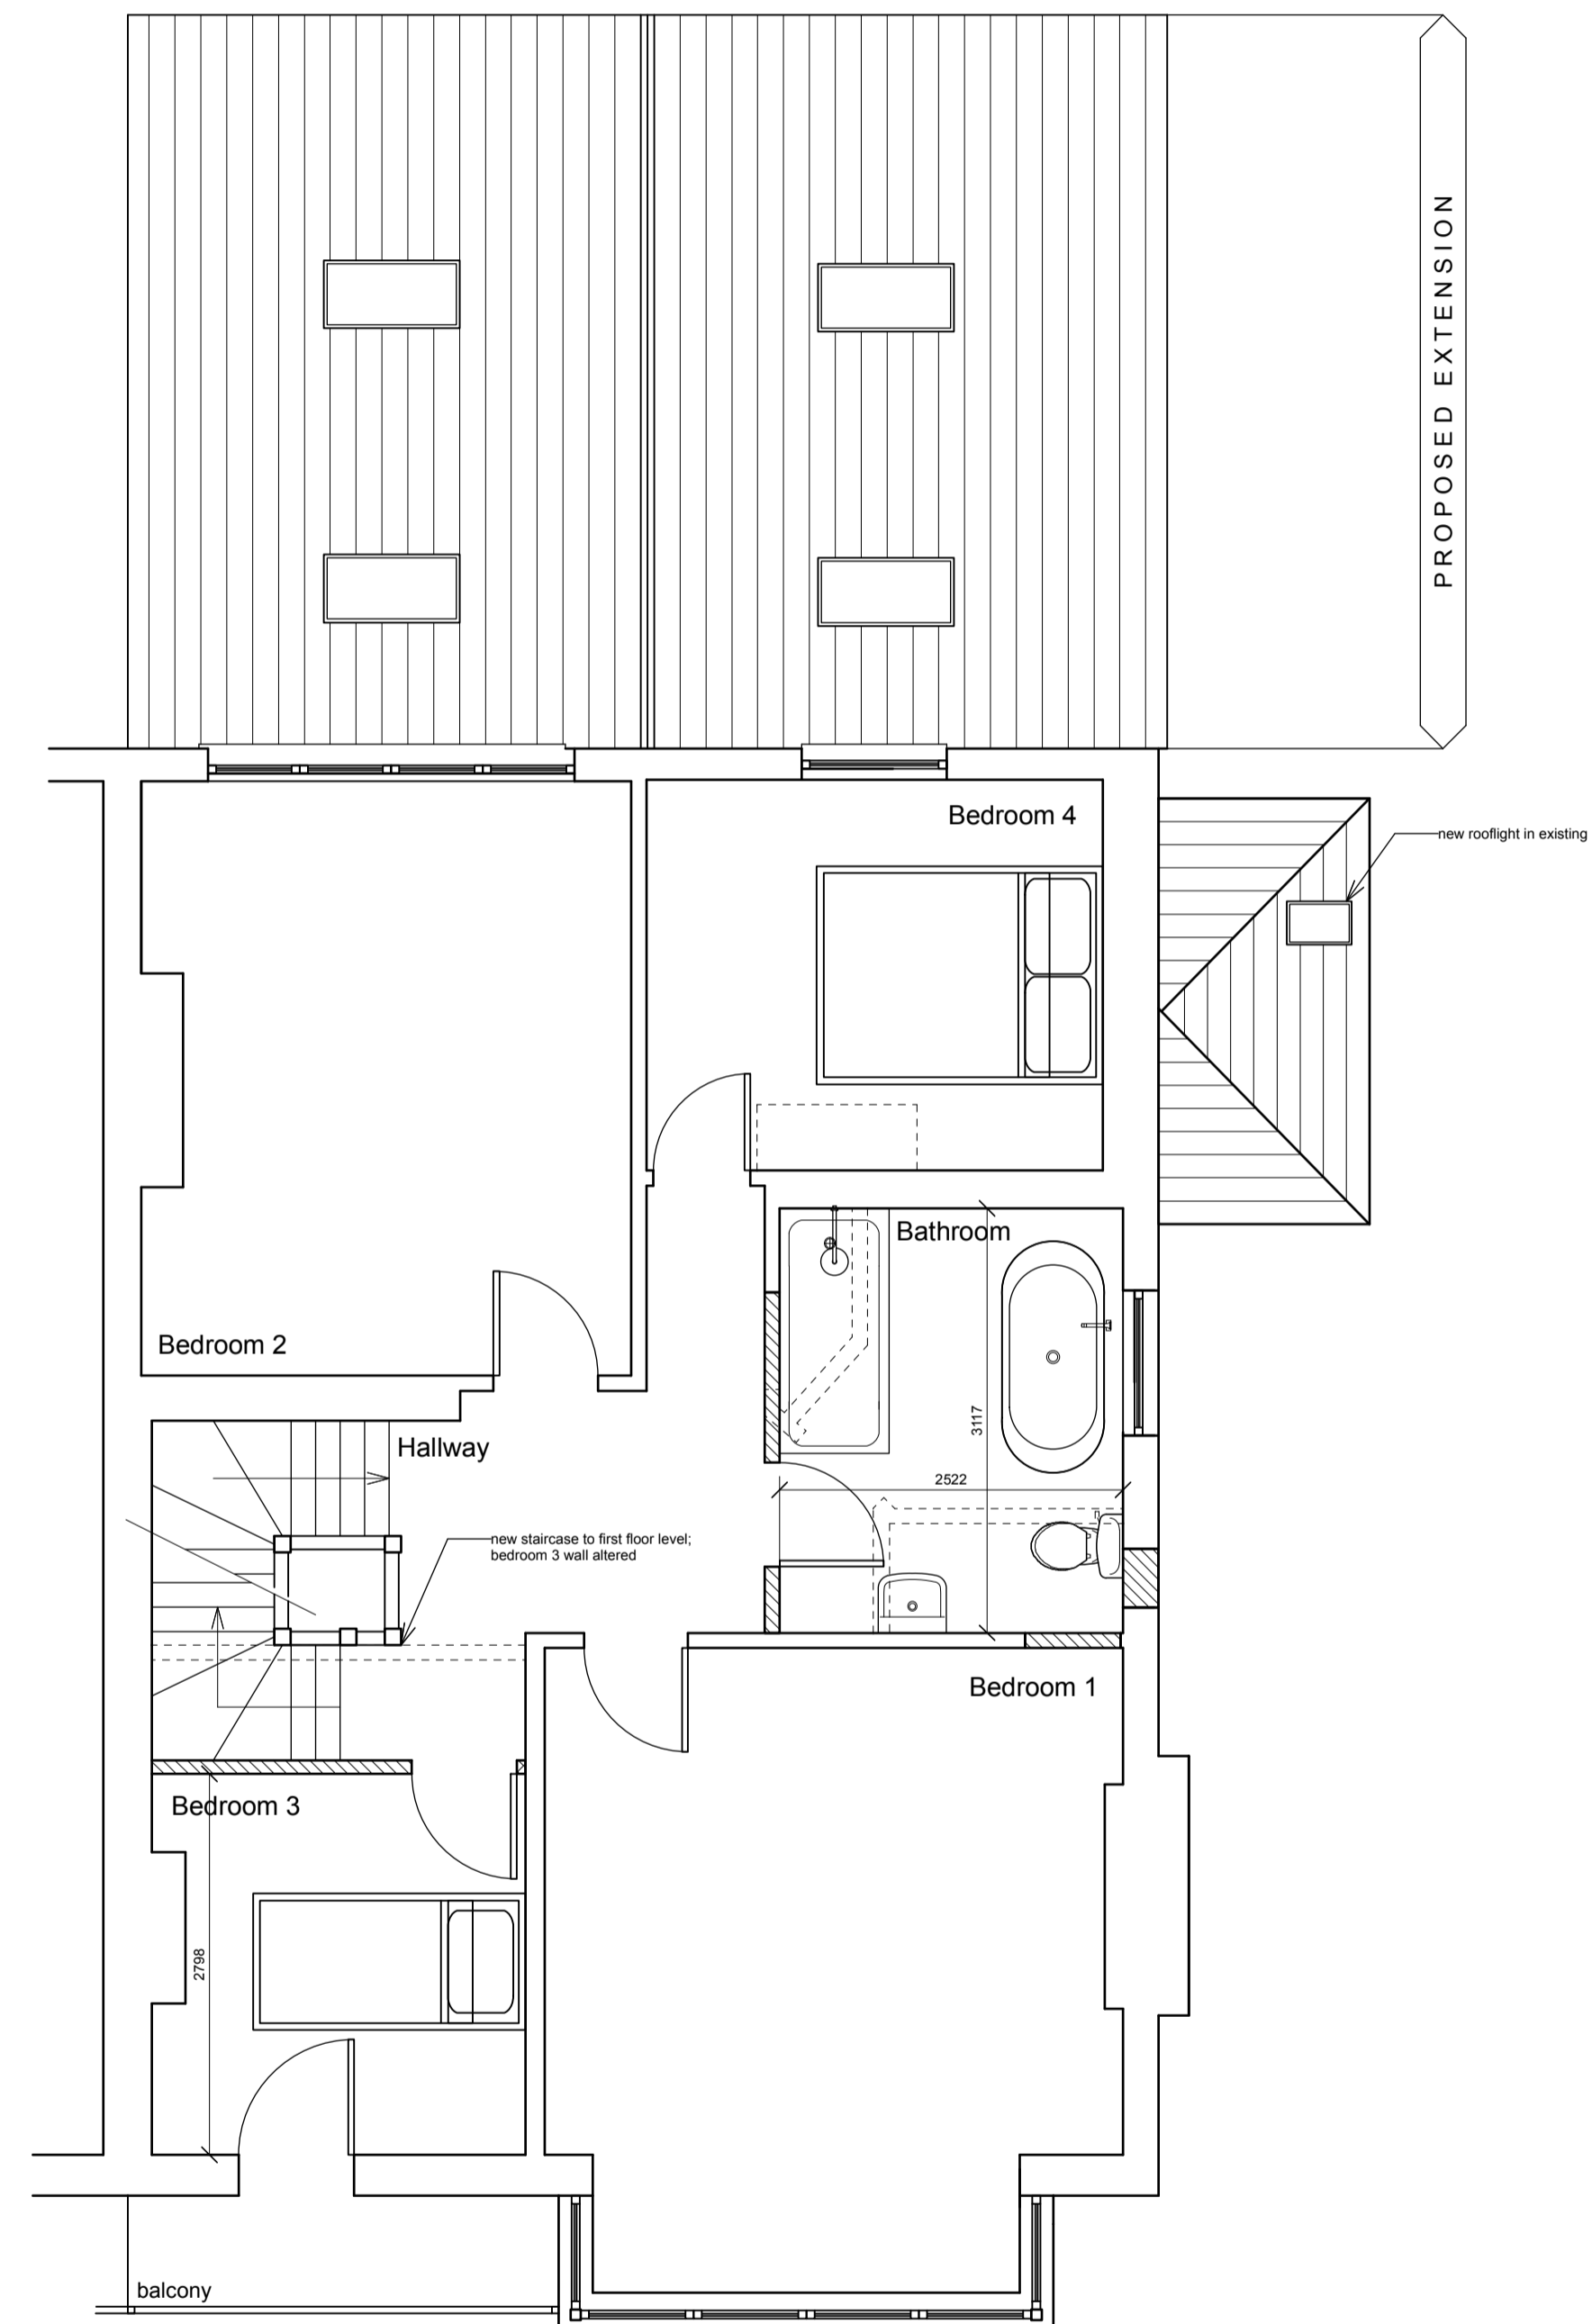 PROPOSED EXTENSION
Bedroom 4
new rooflight in existing
Bathroom
Bedroom 2
3117
Hallway
2522
new staircase to first floor level;
bedroom 3 wall altered
Bedroom 1
Bedroom 3
2798
balcony